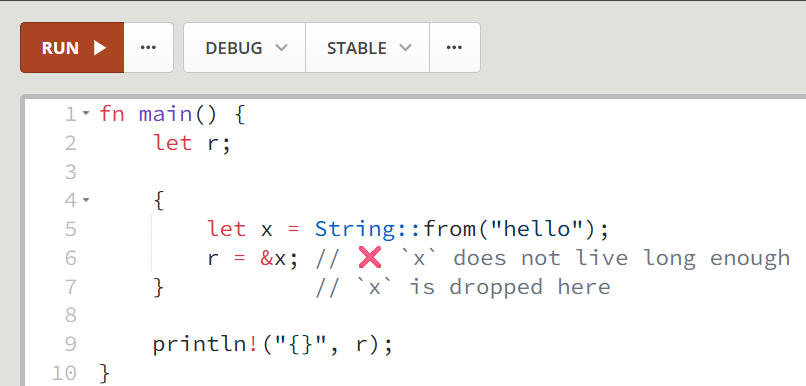 RUN ▶ ••• DEBUG STABLE •••
1 fn main() {
2     let r;
3
4     {
5         let x = String::from("hello");
6         r = &x; // ❌ `x` does not live long enough
7     }           // `x` is dropped here
8
9     println!("{}", r);
10 }